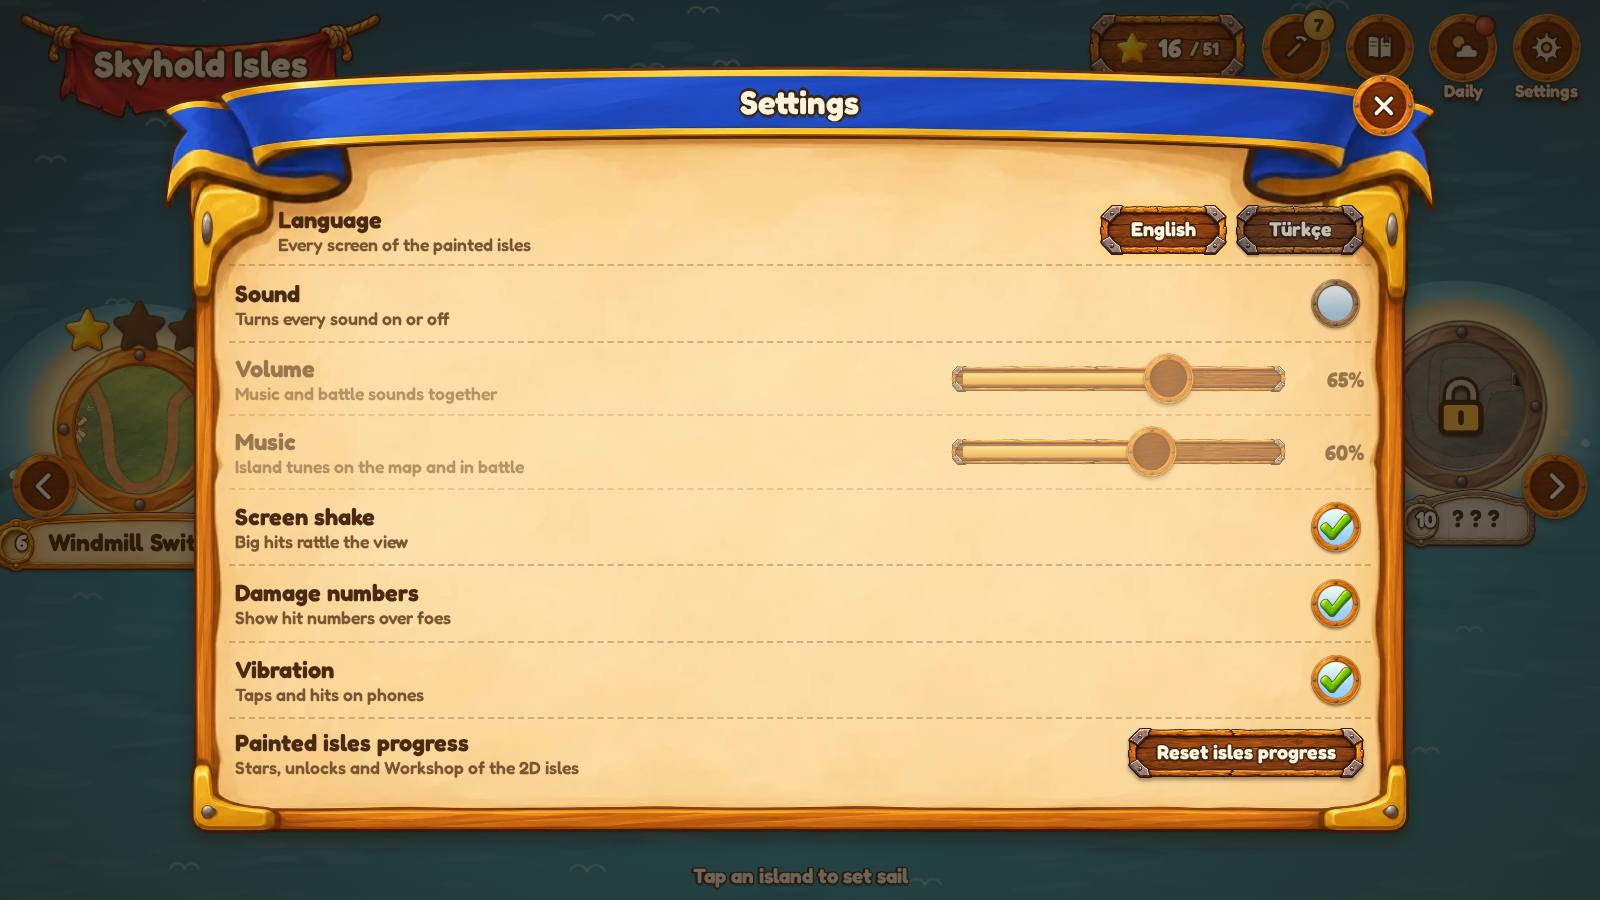 Skyhold Isles
16 / 51
7
Daily
Settings
Settings
Language
Every screen of the painted isles
English
Türkçe
Sound
Turns every sound on or off
Volume
Music and battle sounds together
65%
Music
Island tunes on the map and in battle
60%
Screen shake
Big hits rattle the view
Damage numbers
Show hit numbers over foes
Vibration
Taps and hits on phones
Painted isles progress
Stars, unlocks and Workshop of the 2D isles
Reset isles progress
6 Windmill Swit
10 ? ? ?
Tap an island to set sail